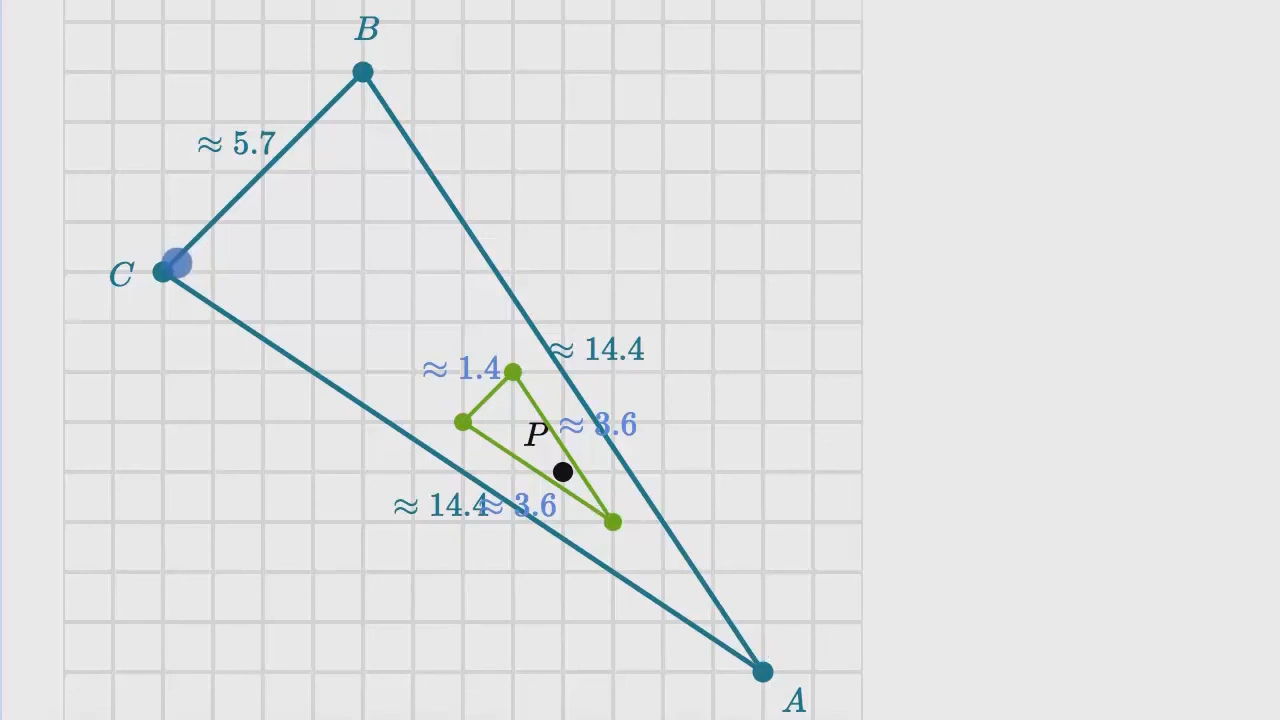 B
≈ 5.7
C
≈ 14.4
≈ 1.4
≈ 3.6
P
≈ 14.4
≈ 3.6
A